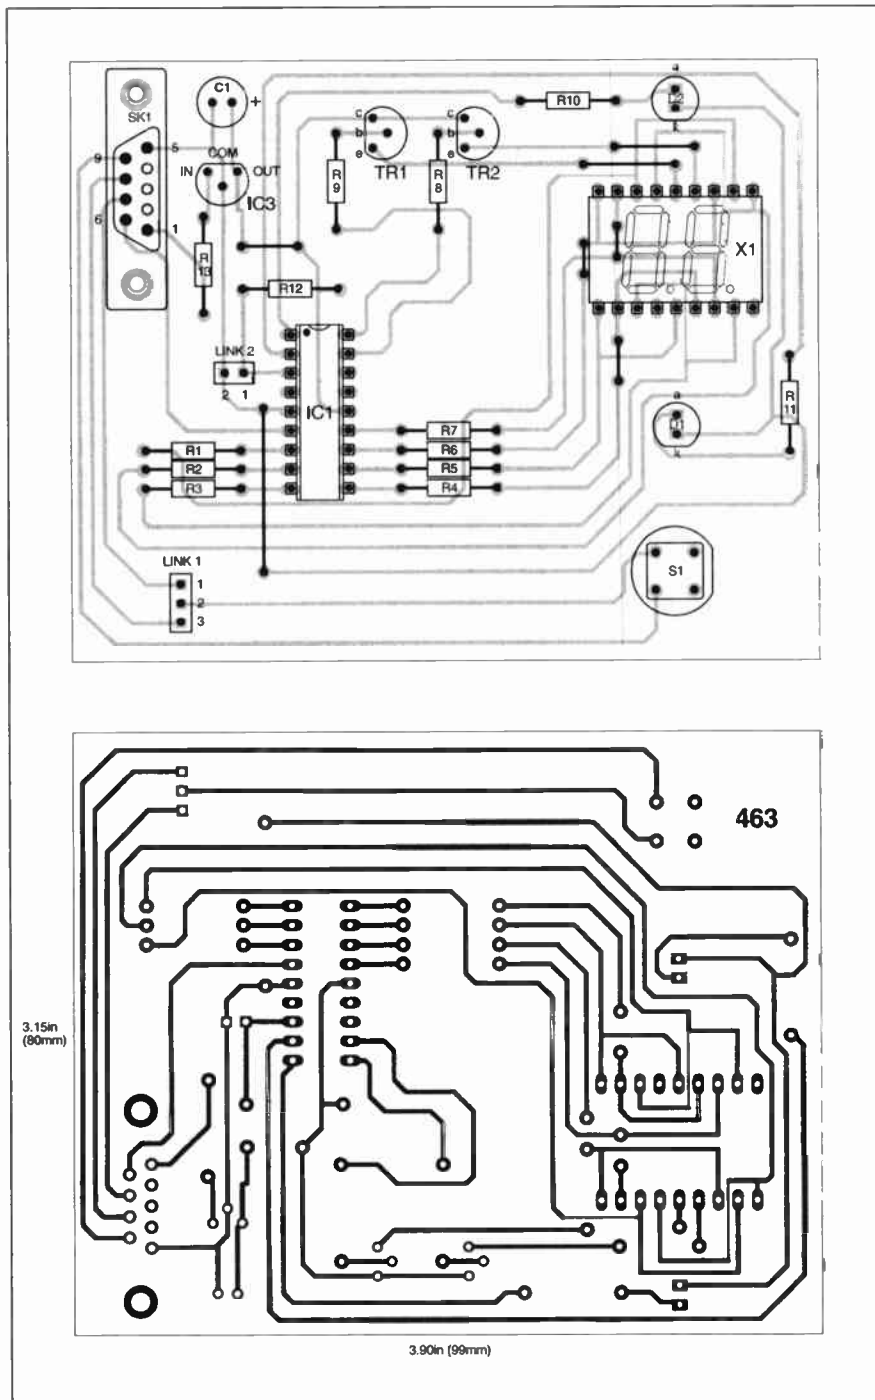 a
C1
+
SK1
R10
D2
k
9
5
c
b
e
TR1
c
b
e
TR2
COM
IN
OUT
IC3
R
9
R
8
6
1
R
13
X1
R12
LINK 2
2
1
IC1
a
D1
k
R
11
R7
R1
R6
R2
R5
R3
R4
LINK 1
1
2
3
S1
463
3.15in
(80mm)
3.90in (99mm)